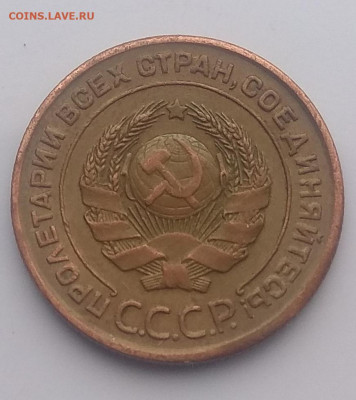 COINS.LAVE.RU
ПРОЛЕТАРИИ ВСЕХ СТРАН, СОЕДИНЯЙТЕСЬ!
С.С.С.Р.